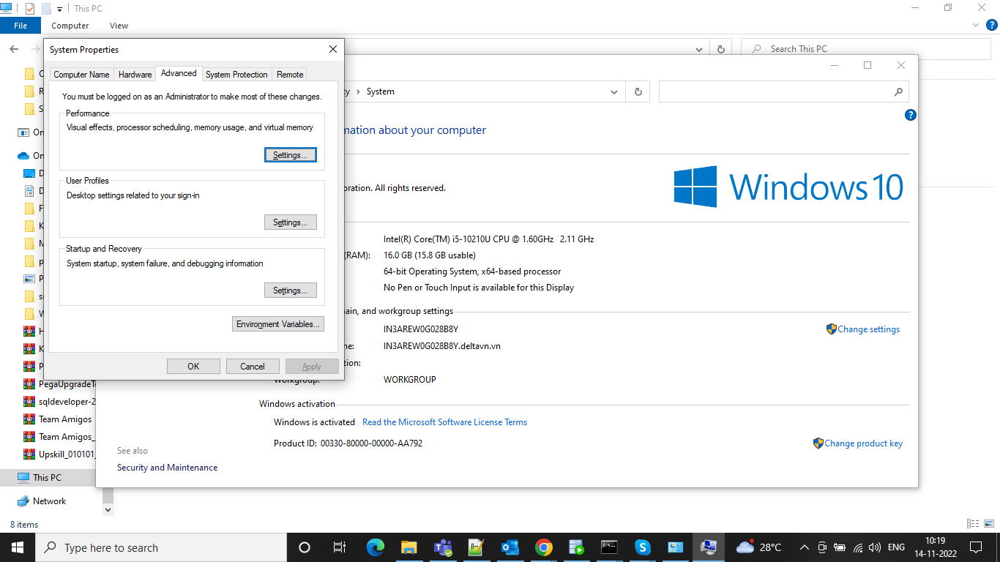 This PC
File Computer View
Search This PC
System Properties
Computer Name Hardware Advanced System Protection Remote
You must be logged on as an Administrator to make most of these changes.
Performance
Visual effects, processor scheduling, memory usage, and virtual memory
Settings...
User Profiles
Desktop settings related to your sign-in
Settings...
Startup and Recovery
System startup, system failure, and debugging information
Settings...
Environment Variables...
OK Cancel Apply
System
mation about your computer
oration. All rights reserved.
Windows 10
Intel(R) Core(TM) i5-10210U CPU @ 1.60GHz 2.11 GHz
(RAM): 16.0 GB (15.8 GB usable)
64-bit Operating System, x64-based processor
No Pen or Touch Input is available for this Display
ain, and workgroup settings
IN3AREW0G028B8Y
Change settings
me: IN3AREW0G028B8Y.deltavn.vn
tion:
Workgroup: WORKGROUP
Windows activation
Windows is activated Read the Microsoft Software License Terms
Product ID: 00330-80000-00000-AA792
Change product key
See also
Security and Maintenance
PegaUpgradeTe
sqldeveloper-2
Team Amigos
Team Amigos_
Upskill_010101_
This PC
Network
8 items
Type here to search
28°C
ENG
10:19
14-11-2022